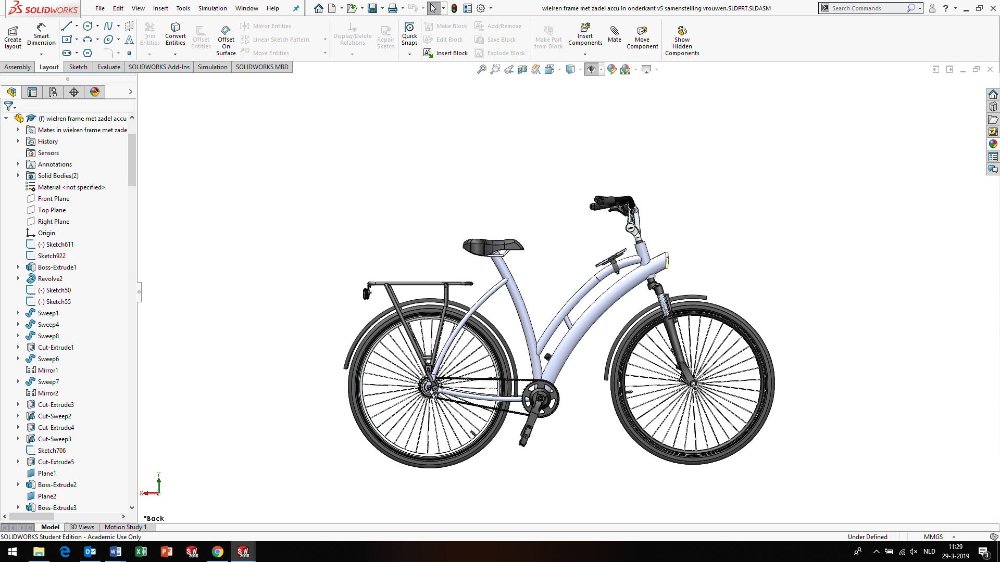 SOLIDWORKS
File Edit View Insert Tools Simulation Window Help
wielren frame met zadel accu in onderkant v5 samenstelling vrouwen.SLDPRT.SLDASM
Search Commands
Create layout
Smart Dimension
Trim Entities
Convert Entities
Offset Entities
Offset On Surface
Mirror Entities
Linear Sketch Pattern
Move Entities
Display/Delete Relations
Repair Sketch
Quick Snaps
Make Block
Edit Block
Insert Block
Add/Remove
Save Block
Explode Block
Make Part from Block
Insert Components
Mate
Move Component
Show Hidden Components
Assembly Layout Sketch Evaluate SOLIDWORKS Add-Ins Simulation SOLIDWORKS MBD
(f) wielren frame met zadel accu
Mates in wielren frame met zade
History
Sensors
Annotations
Solid Bodies(2)
Material <not specified>
Front Plane
Top Plane
Right Plane
Origin
(-) Sketch611
Sketch922
Boss-Extrude1
Revolve2
(-) Sketch50
(-) Sketch55
Sweep1
Sweep4
Sweep8
Cut-Extrude1
Sweep6
Mirror1
Sweep7
Mirror2
Cut-Extrude3
Cut-Sweep2
Cut-Extrude4
Cut-Sweep3
Sketch706
Cut-Extrude5
Plane1
Boss-Extrude2
Plane2
Boss-Extrude3
Y
X
*Back
Model 3D Views Motion Study 1
SOLIDWORKS Student Edition - Academic Use Only
Under Defined
MMGS
NLD
11:29
29-3-2019
3
SW 2018
SW 2018